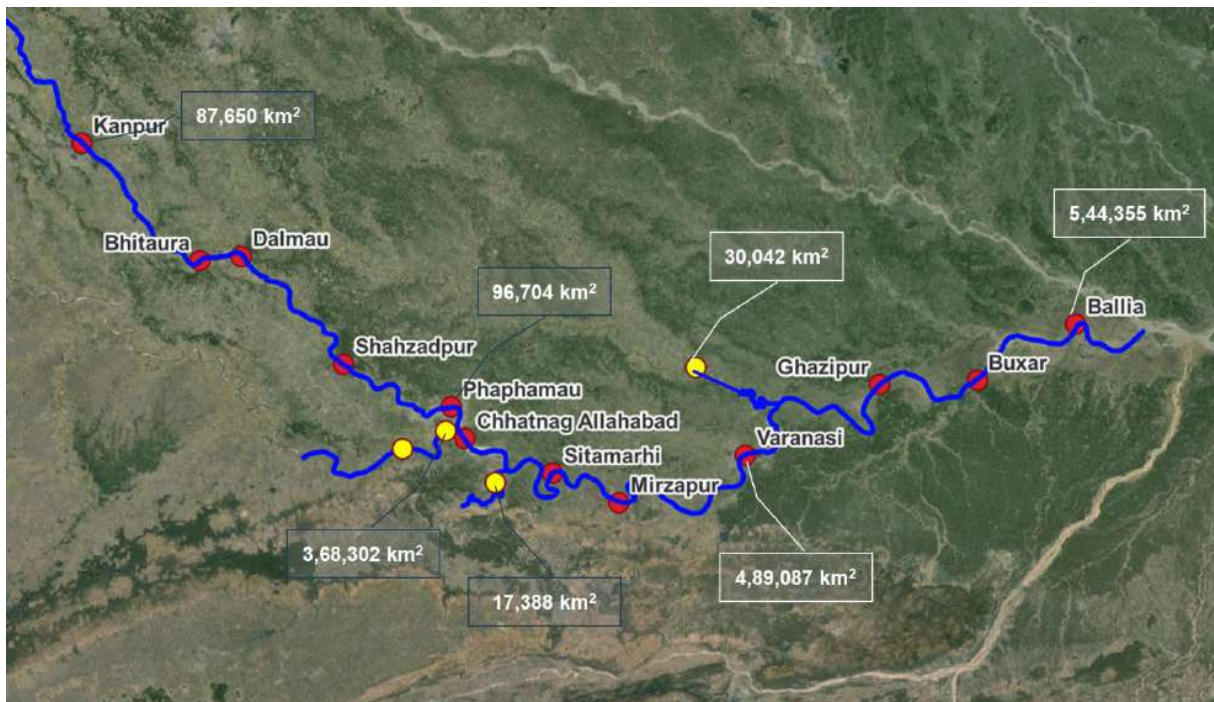 Kanpur
87,650 km²
Bhitaura
Dalmau
5,44,355 km²
30,042 km²
96,704 km²
Ballia
Shahzadpur
Ghazipur
Buxar
Phaphamau
Chhatnag Allahabad
Varanasi
Sitamarhi
Mirzapur
3,68,302 km²
17,388 km²
4,89,087 km²